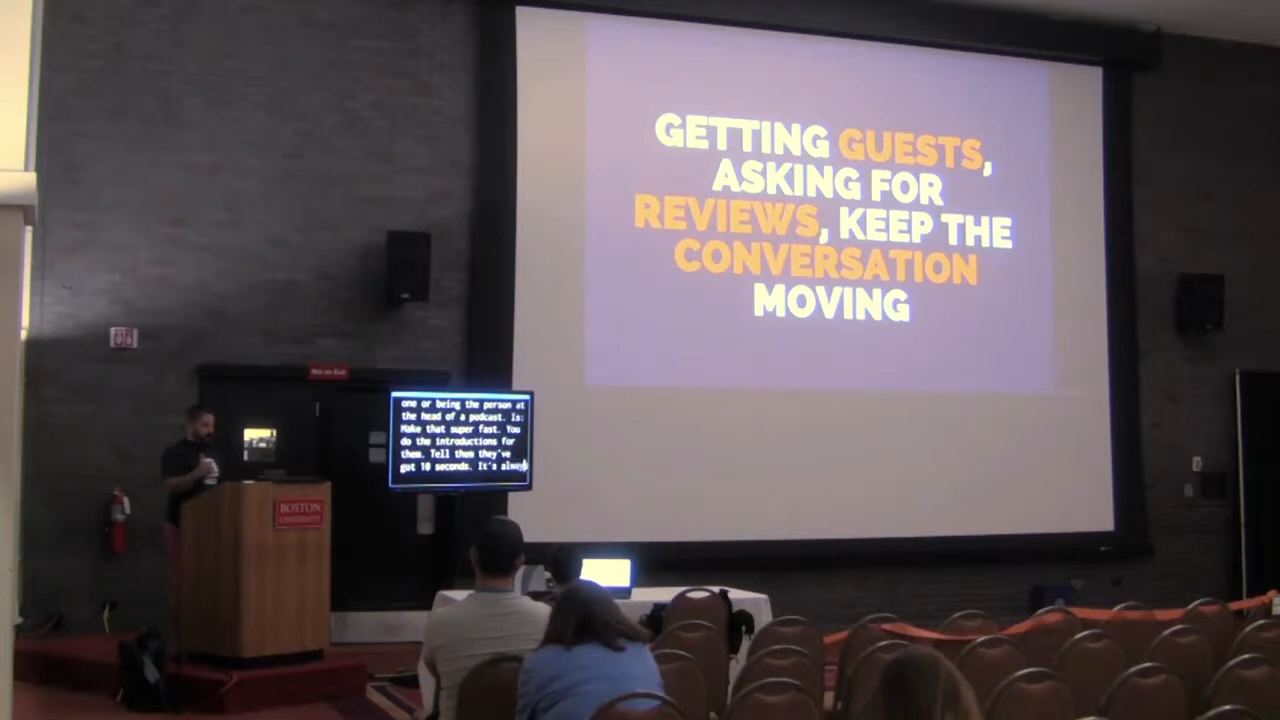 GETTING GUESTS,
ASKING FOR
REVIEWS, KEEP THE
CONVERSATION
MOVING
one or being the person at
the head of a podcast. Is:
Make that super fast. You
do the introductions for
them. Tell them they've
got 10 seconds. It's alway
BOSTON
UNIVERSITY